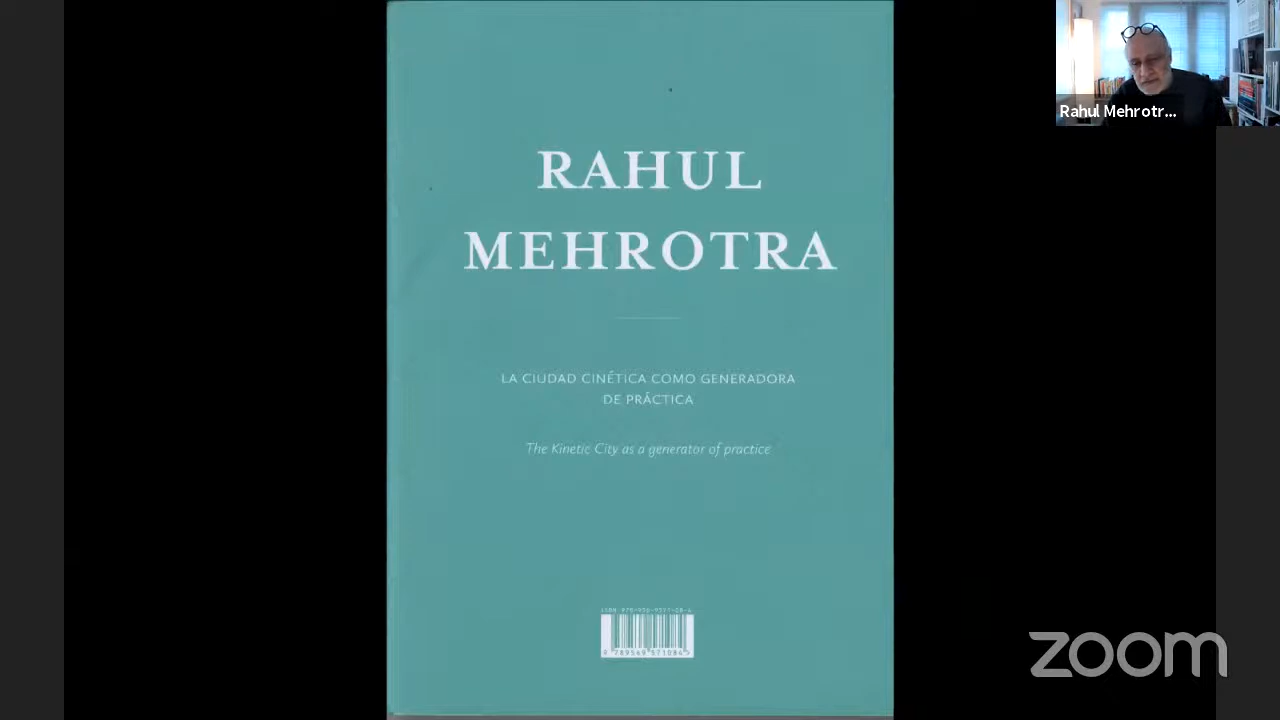 Rahul Mehrotr...
RAHUL
MEHROTRA
LA CIUDAD CINÉTICA COMO GENERADORA
DE PRÁCTICA
The Kinetic City as a generator of practice
zoom